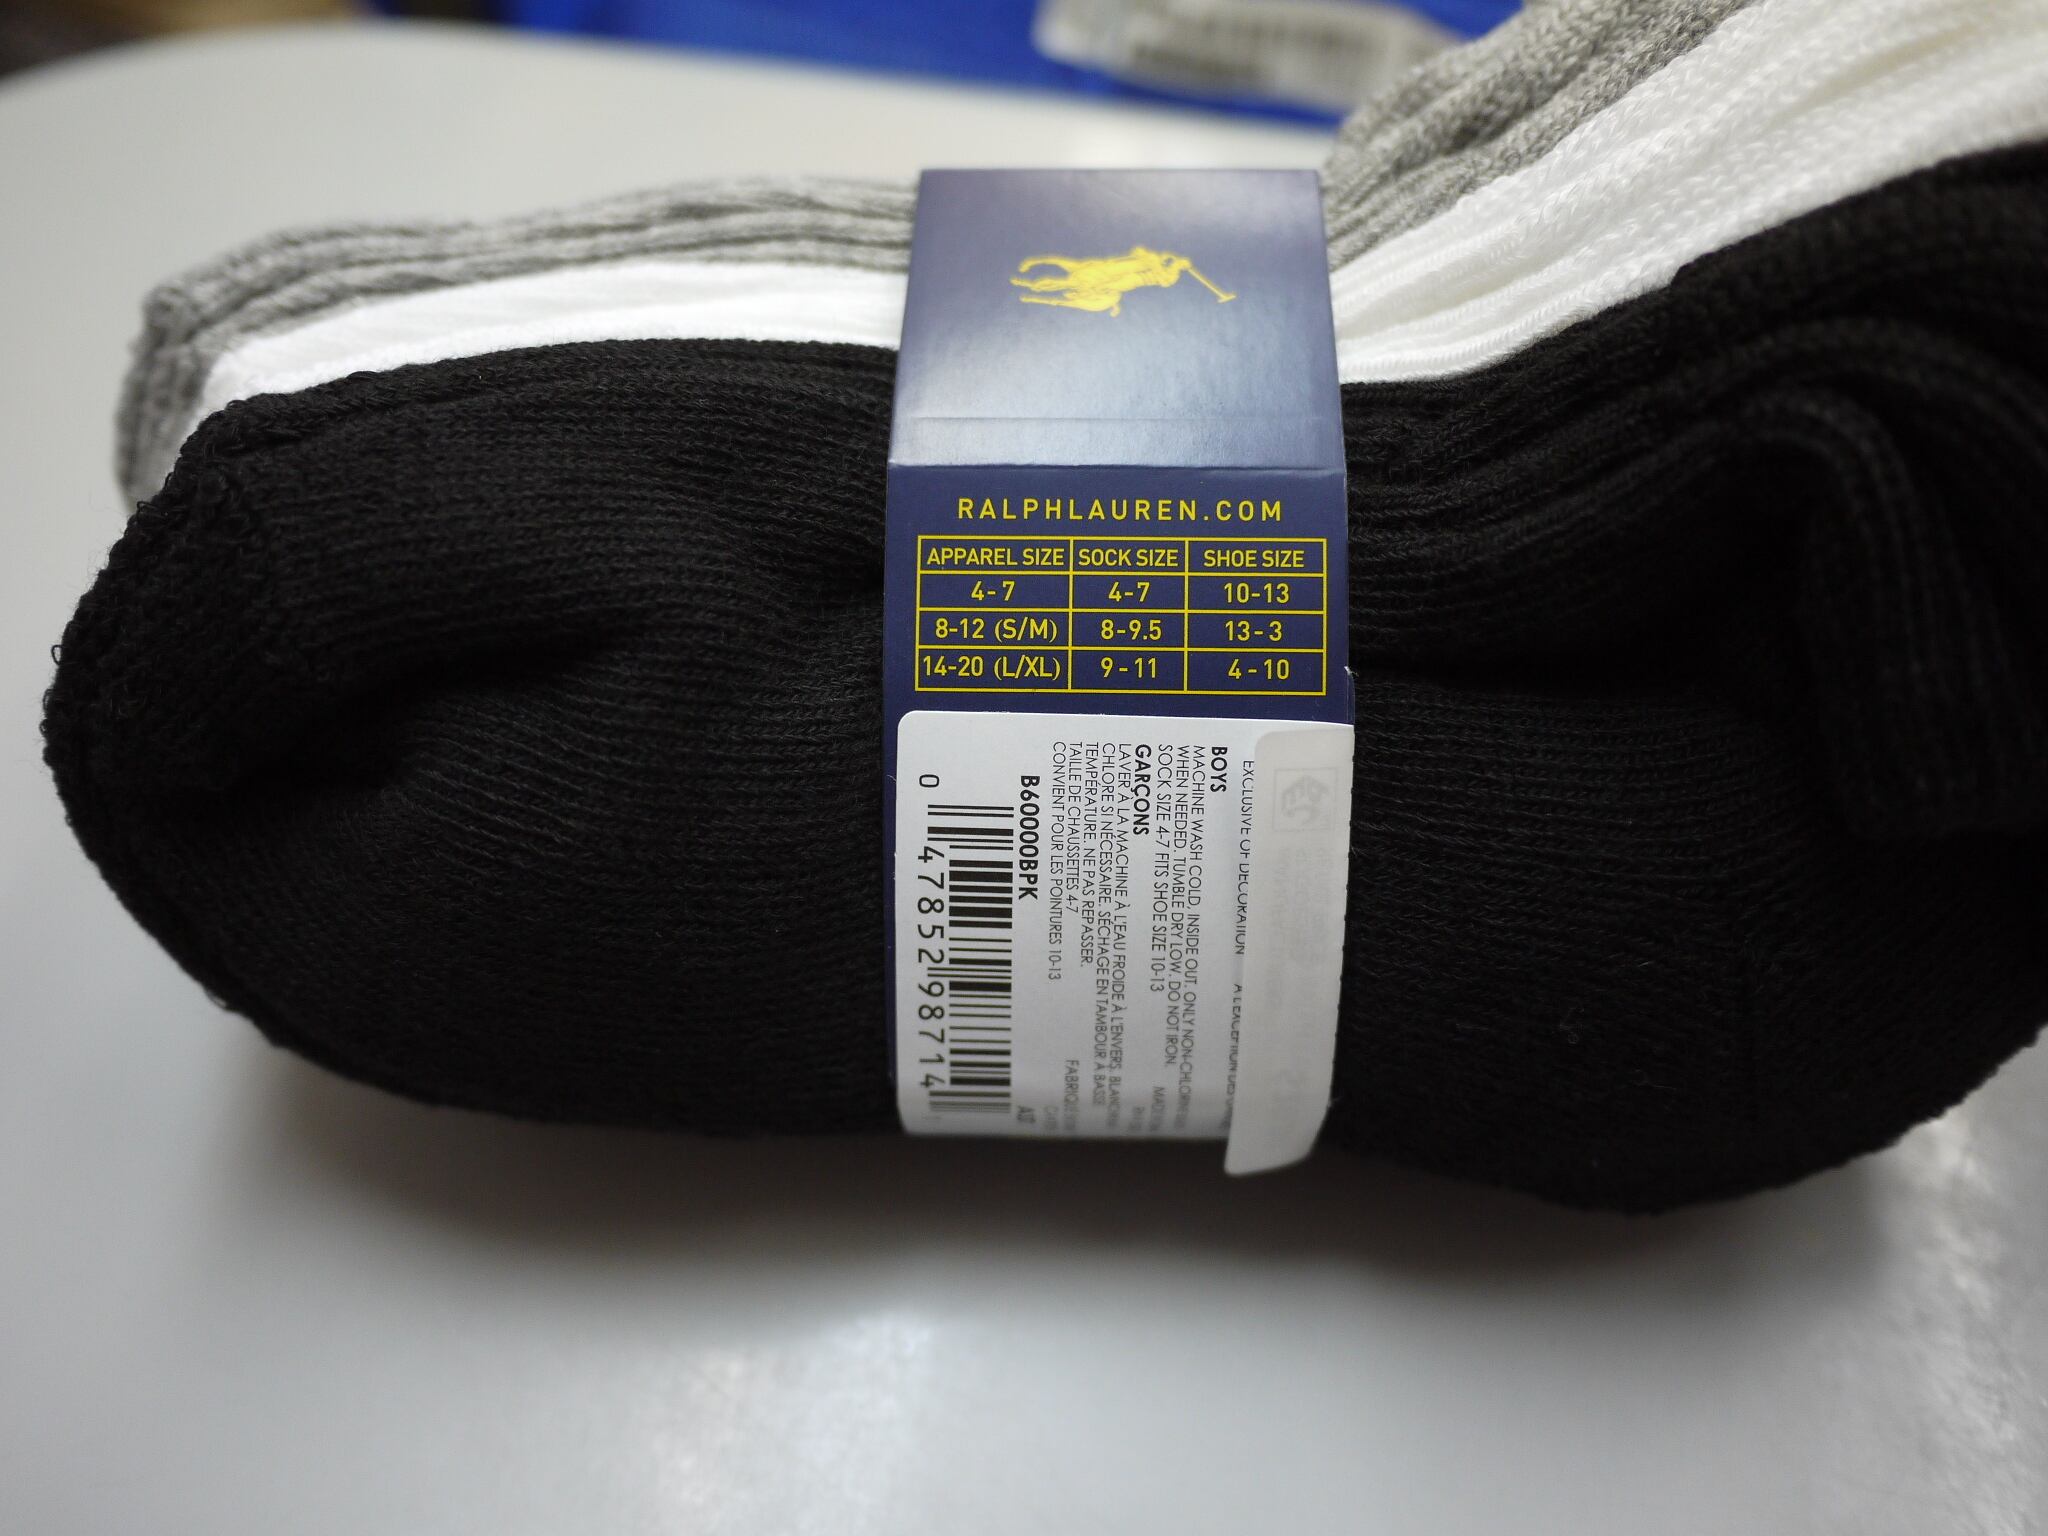 RALPHLAUREN.COM
APPAREL SIZE SOCK SIZE SHOE SIZE
4-7 4-7 10-13
8-12 (S/M) 8-9.5 13-3
14-20 (L/XL) 9-11 4-10
EXCLUSIVE OF DECORATION
BOYS
MACHINE WASH COLD, INSIDE OUT. ONLY NON-CHLORINE
WHEN NEEDED. TUMBLE DRY LOW. DO NOT IRON.
SOCK SIZE 4-7 FITS SHOE SIZE 10-13
GARÇONS
LAVER À LA MACHINE À L'EAU FROIDE À L'ENVERS. BLANCHIR
CHLORE SI NÉCESSAIRE. SÉCHAGE EN TAMBOUR À BASSE
TEMPÉRATURE. NE PAS REPASSER.
TAILLE DE CHAUSSETTES 4-7
CONVIENT POUR LES POINTURES 10-13
B60000BPK
0 47852 98714